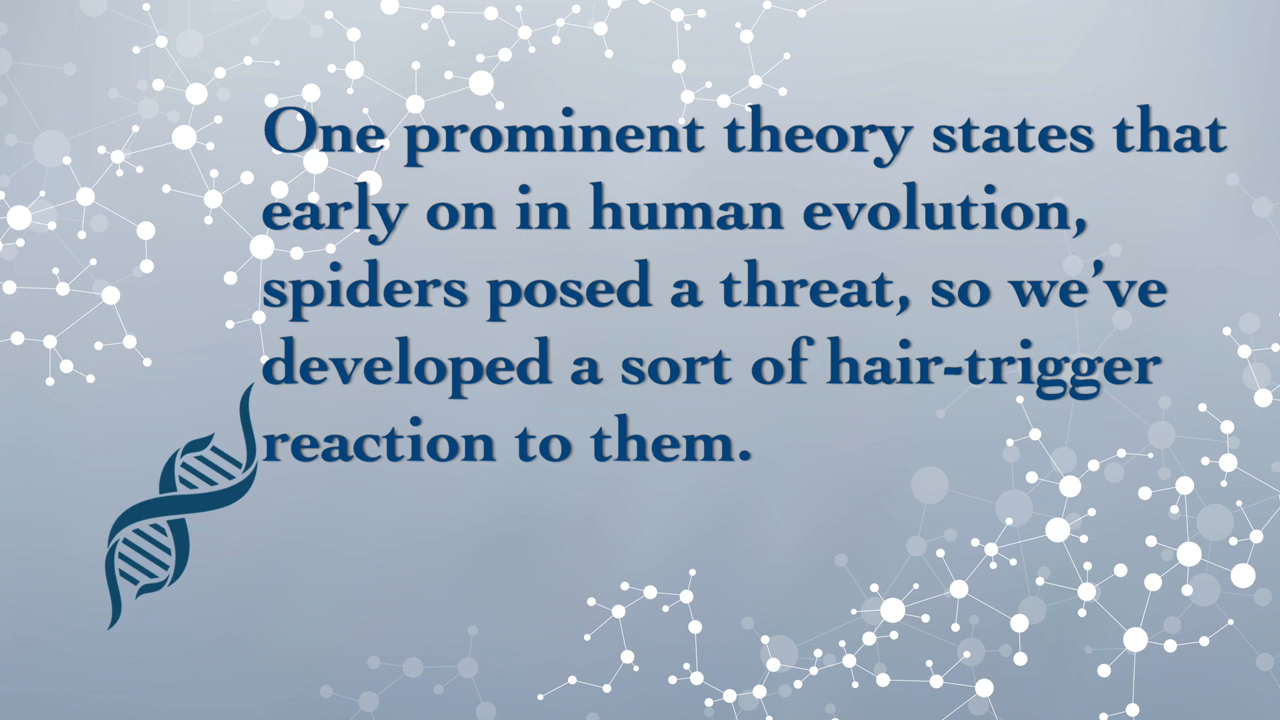 One prominent theory states that
early on in human evolution,
spiders posed a threat, so we’ve
developed a sort of hair-trigger
reaction to them.